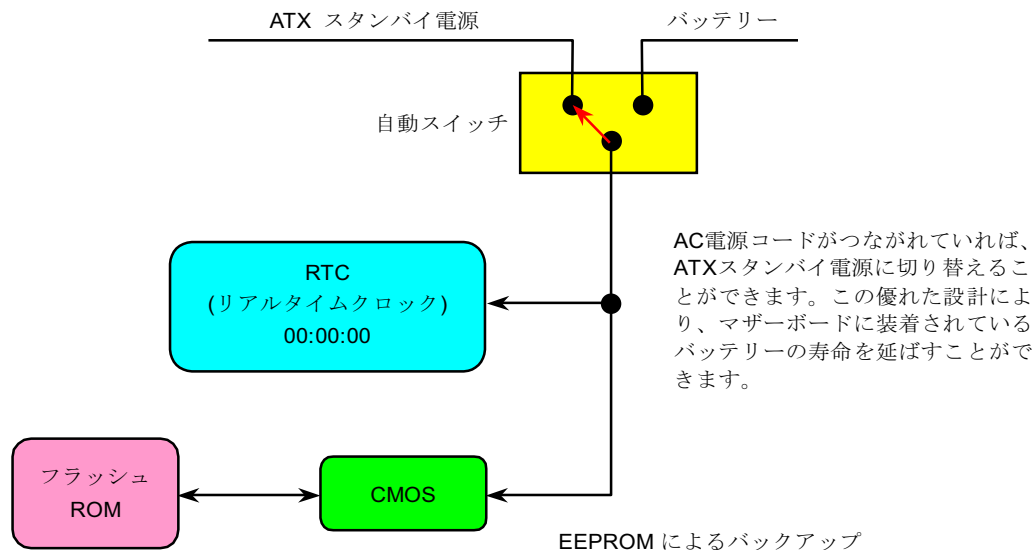 ATX スタンバイ電源
バッテリー
自動スイッチ
AC電源コードがつながれていれば、
ATXスタンバイ電源に切り替えるこ
とができます。この優れた設計によ
り、マザーボードに装着されている
バッテリーの寿命を延ばすことがで
きます。
RTC
(リアルタイムクロック)
00:00:00
フラッシュ
ROM
CMOS
EEPROM によるバックアップ